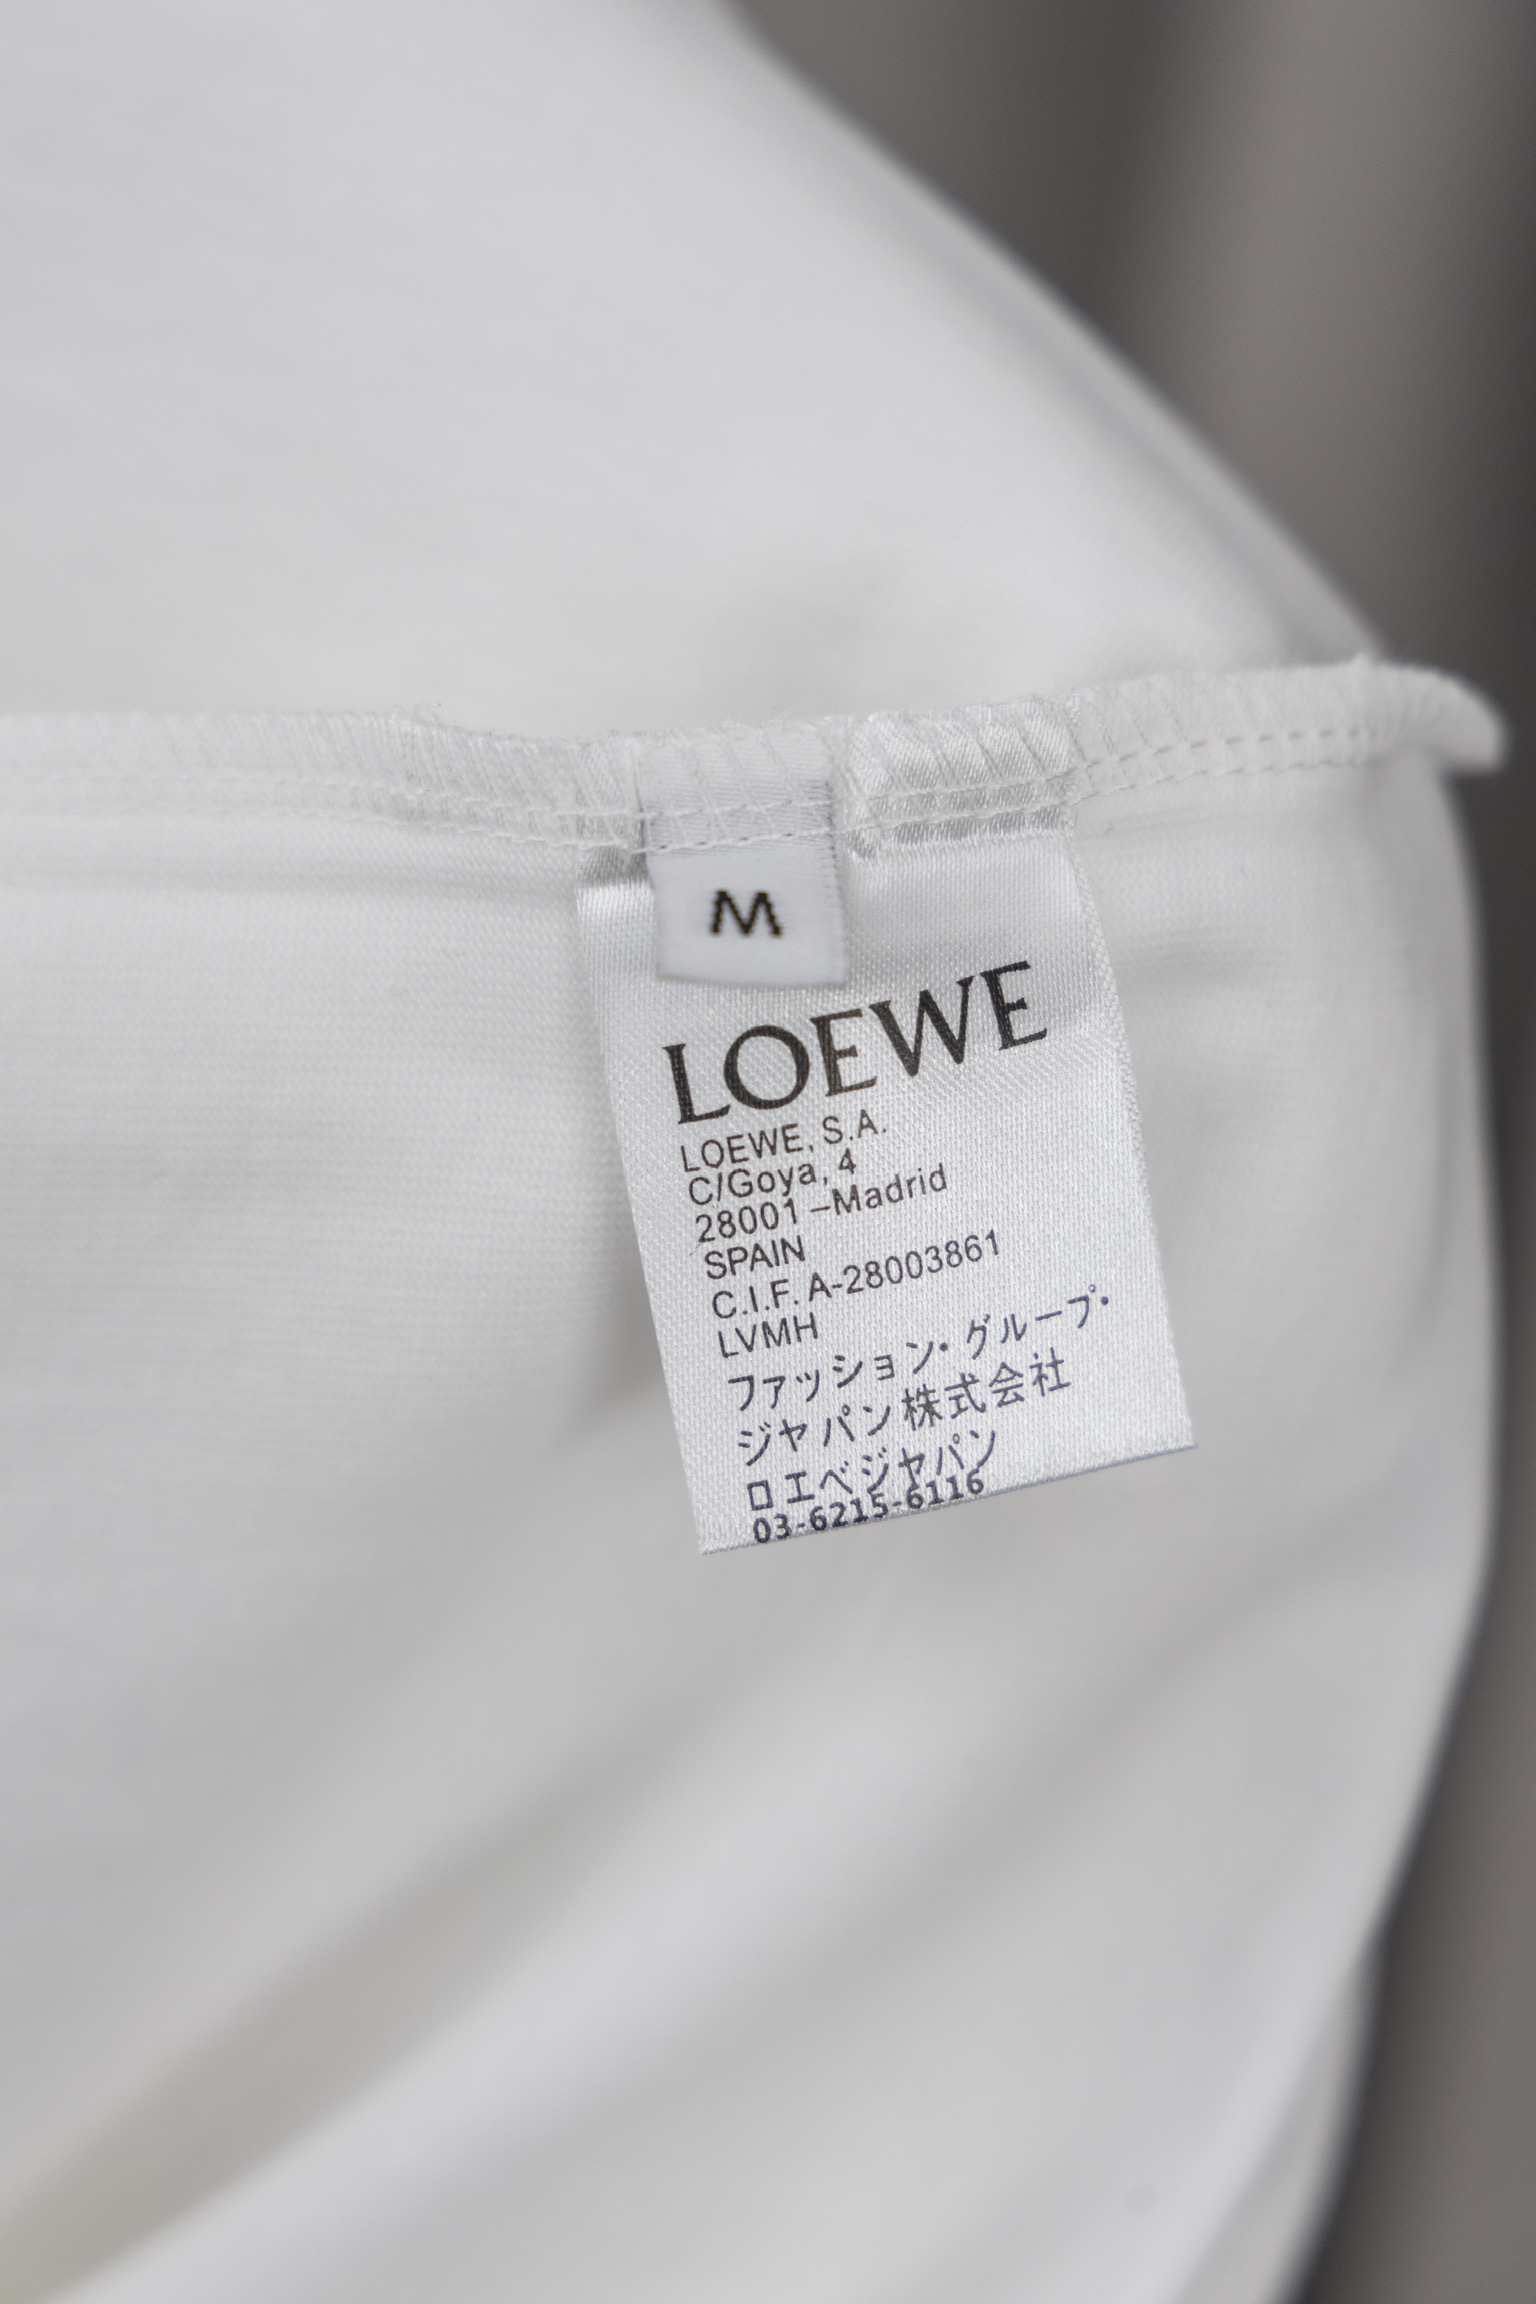 M
LOEWE
LOEWE, S.A.
C/Goya, 4
28001 –Madrid
SPAIN
C.I.F. A-28003861
LVMH
ファッション・グループ・
ジャパン株式会社
ロエベジャパン
03-6215-6116